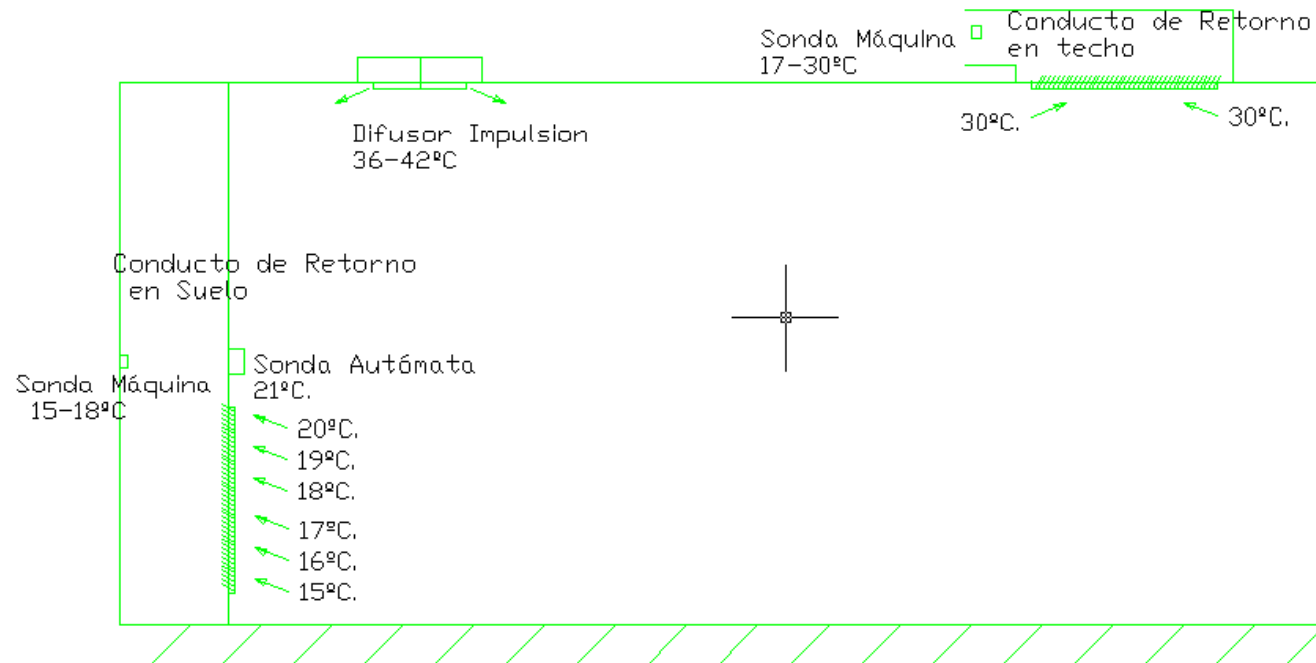 Sonda Máquina
17-30ºC
Conducto de Retorno
en techo
30ºC.
30ºC.
Difusor Impulsion
36-42ºC
Conducto de Retorno
en Suelo
Sonda Autómata
21ºC.
Sonda Máquina
15-18ºC
20ºC.
19ºC.
18ºC.
17ºC.
16ºC.
15ºC.